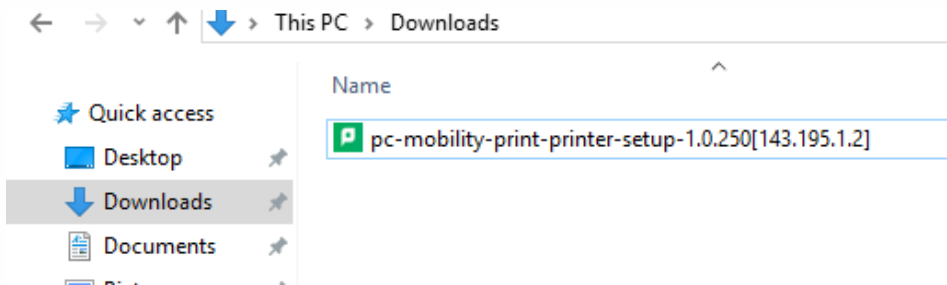 This PC > Downloads
Name
Quick access
pc-mobility-print-printer-setup-1.0.250[143.195.1.2]
Desktop
Downloads
Documents